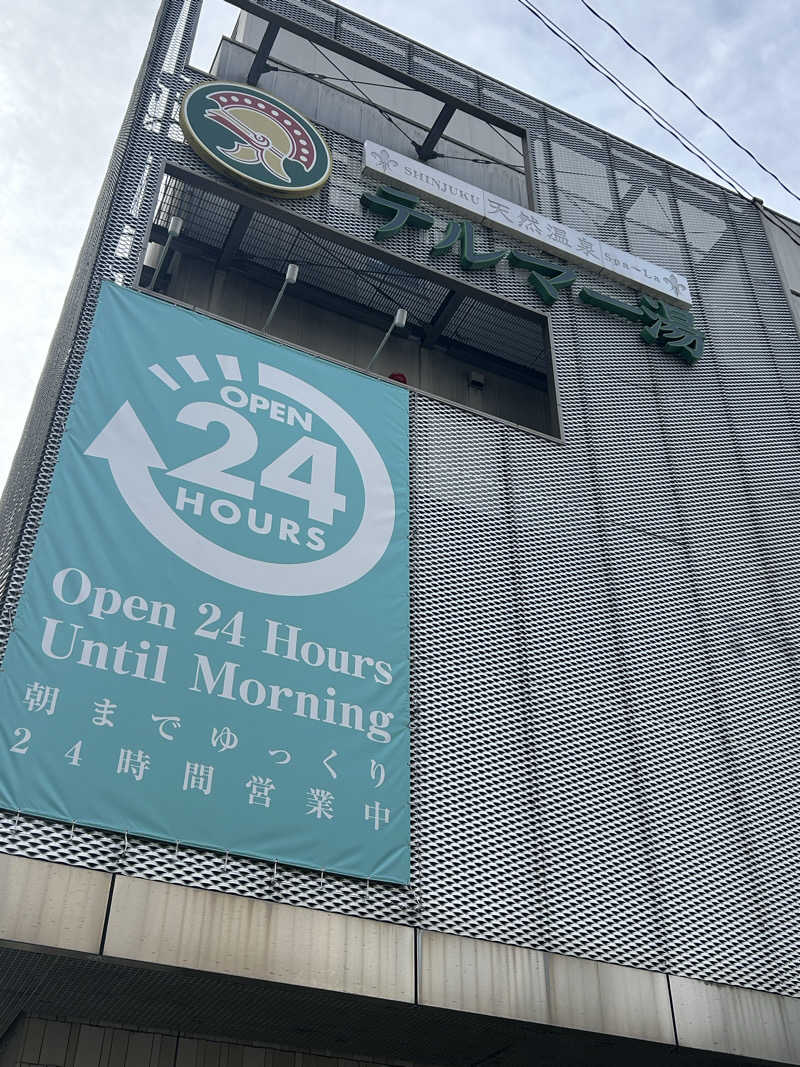 SHINJUKU 天然温泉 Spa-La
テルマー湯
OPEN
24
HOURS
Open 24 Hours
Until Morning
朝までゆっくり
24時間営業中